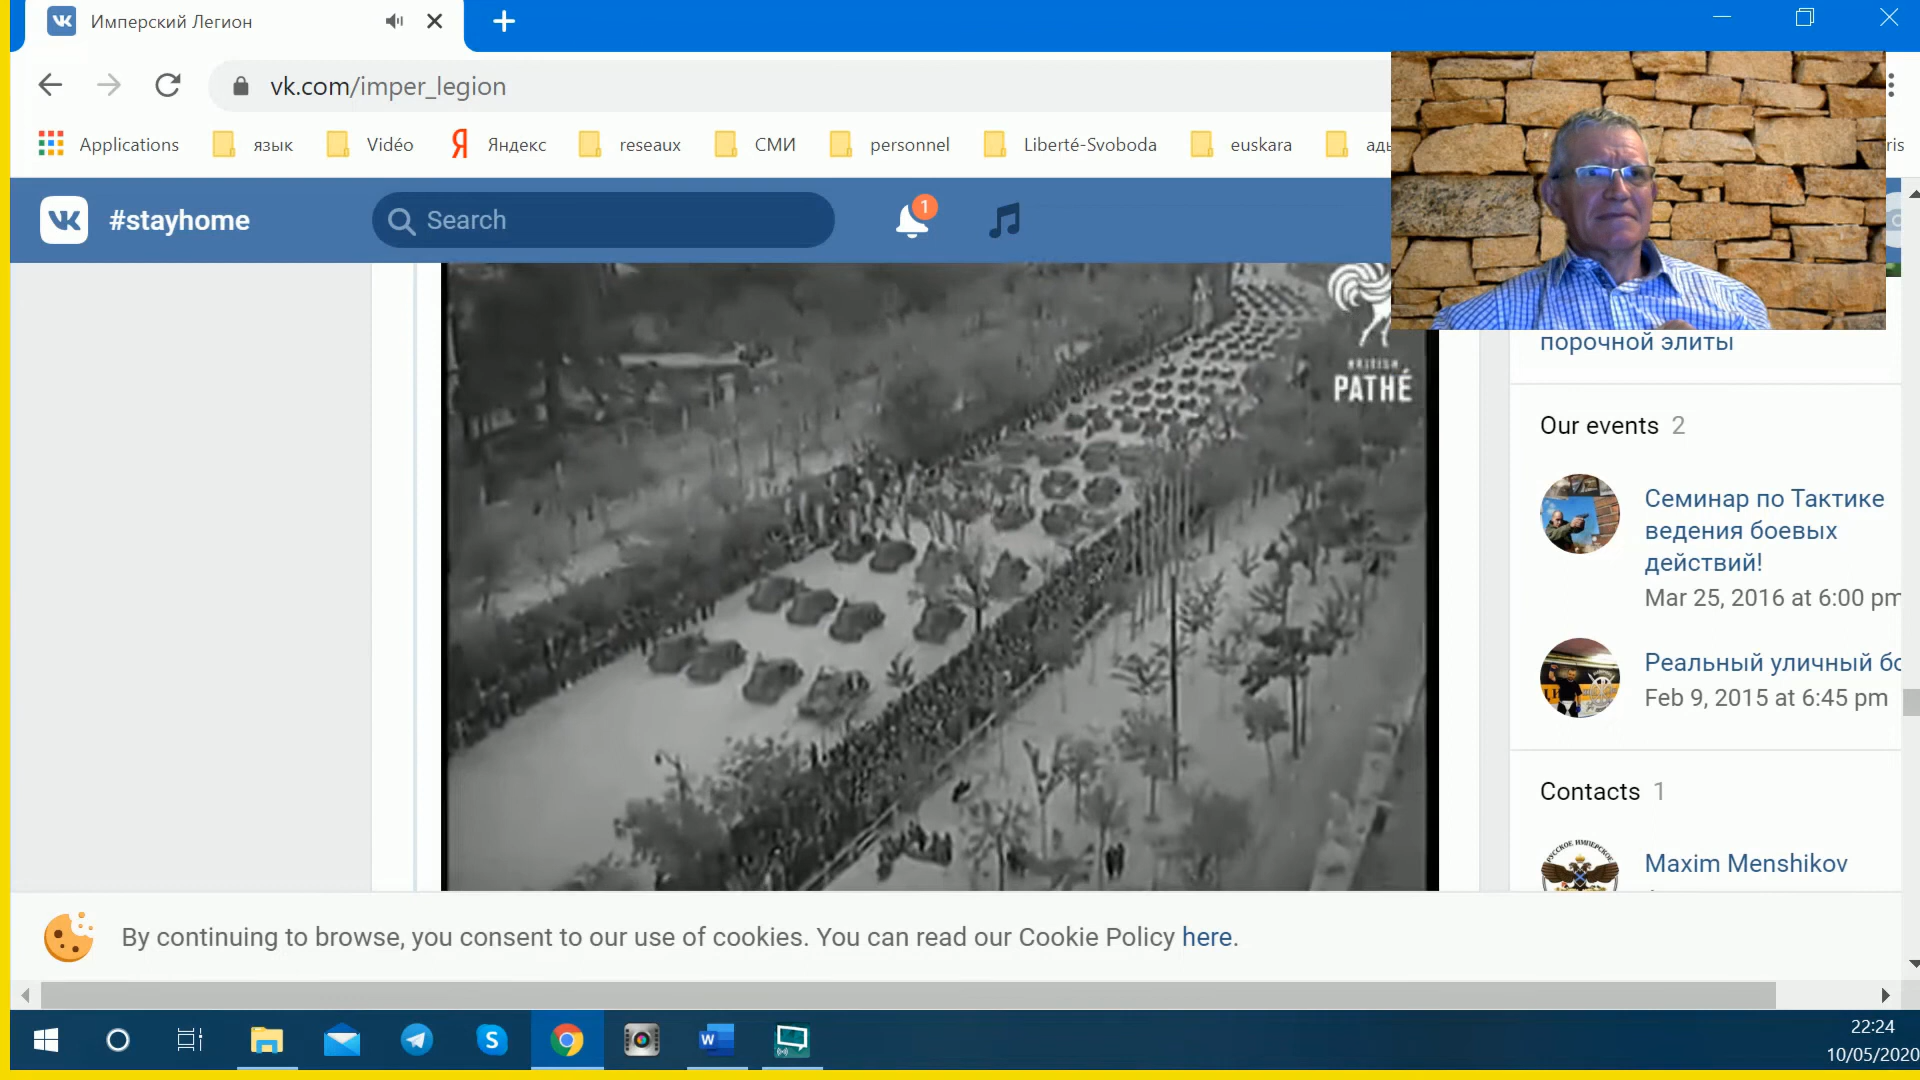 Имперский Легион
vk.com/imper_legion
Applications
язык
Vidéo
Яндекс
reseaux
СМИ
personnel
Liberté-Svoboda
euskara
#stayhome
Search
1
BRITISH
PATHÉ
порочной элиты
Our events 2
Семинар по Тактике
ведения боевых
действий!
Mar 25, 2016 at 6:00 pm
Реальный уличный
Feb 9, 2015 at 6:45 pm
Contacts 1
РУССКОЕ ИМПЕРСКОЕ
Maxim Menshikov
By continuing to browse, you consent to our use of cookies. You can read our Cookie Policy here.
22:24
10/05/2020